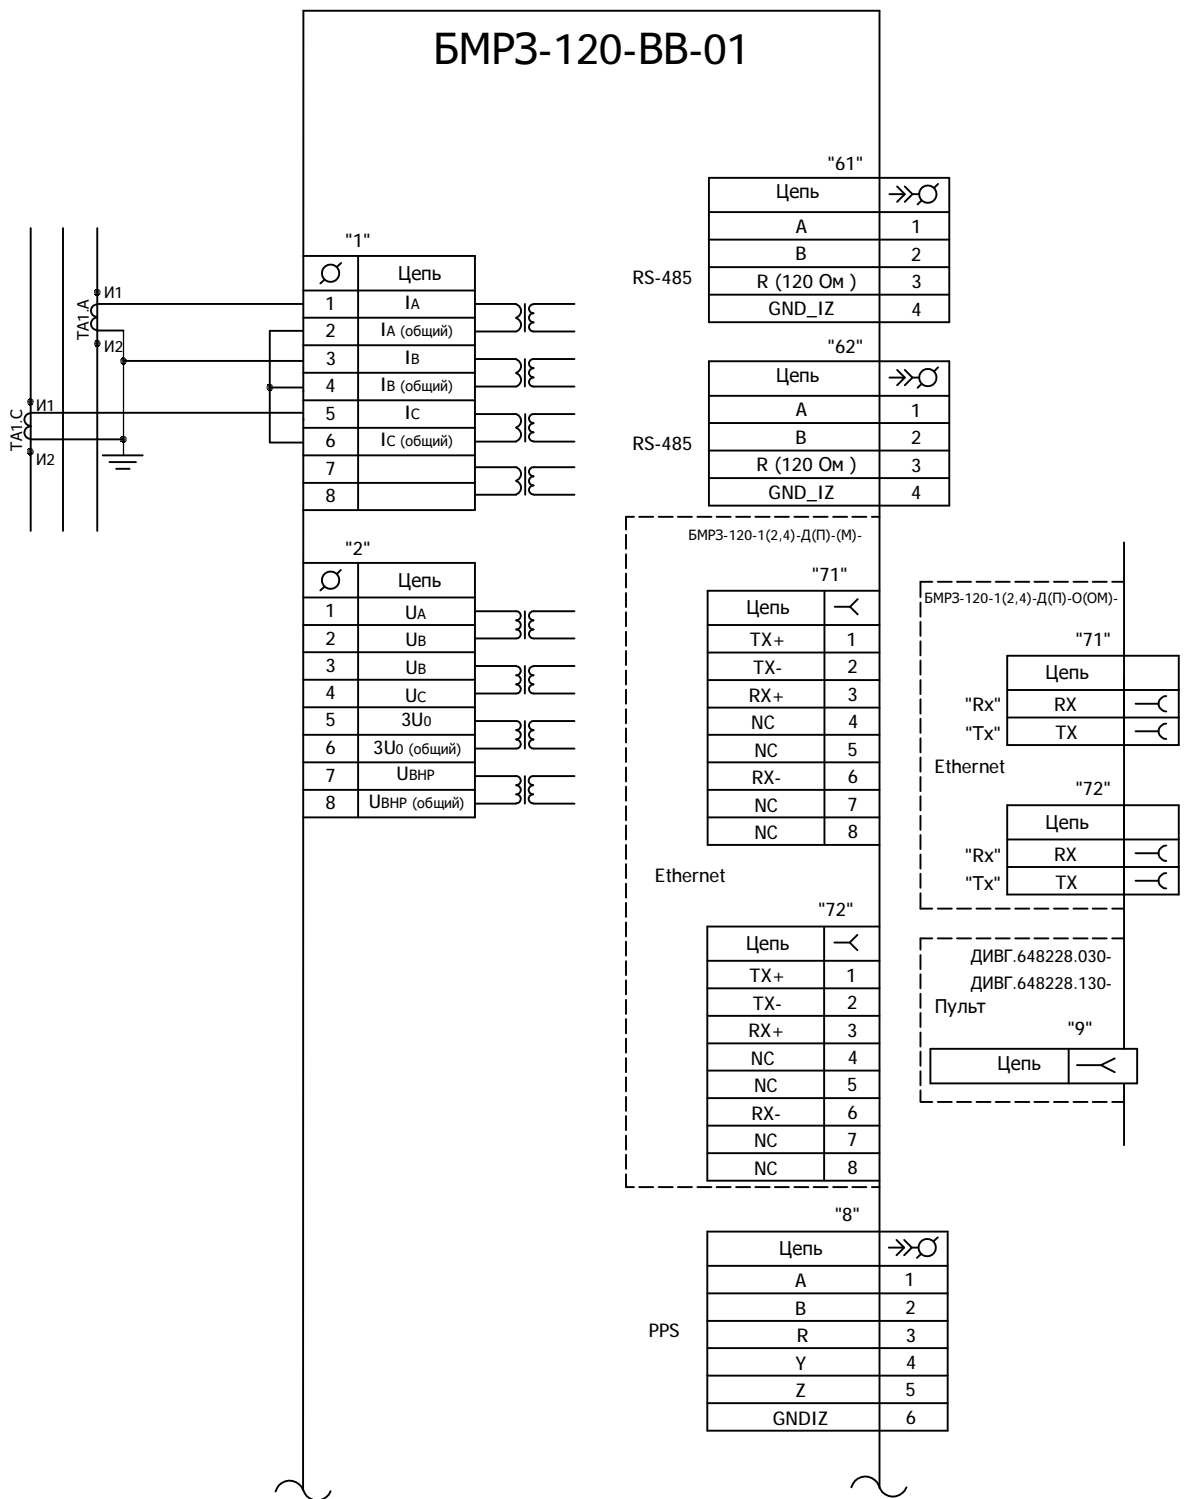 БМРЗ-120-ВВ-01
"1"
Цепь
1 IA
2 IA (общий)
3 IB
4 IB (общий)
5 IC
6 IC (общий)
7
8
И1
ТА1.А
И2
И1
ТА1.С
И2
"2"
Цепь
1 UA
2 UB
3 UB
4 UC
5 3U0
6 3U0 (общий)
7 UВНР
8 UВНР (общий)
"61"
Цепь
RS-485
A 1
B 2
R (120 Ом ) 3
GND_IZ 4
"62"
Цепь
RS-485
A 1
B 2
R (120 Ом ) 3
GND_IZ 4
БМРЗ-120-1(2,4)-Д(П)-(М)-
"71"
Цепь
TX+ 1
TX- 2
RX+ 3
NC 4
NC 5
RX- 6
NC 7
NC 8
Ethernet
"72"
Цепь
TX+ 1
TX- 2
RX+ 3
NC 4
NC 5
RX- 6
NC 7
NC 8
"8"
Цепь
PPS
A 1
B 2
R 3
Y 4
Z 5
GNDIZ 6
БМРЗ-120-1(2,4)-Д(П)-О(ОМ)-
"71"
Цепь
"Rx" RX
"Tx" TX
Ethernet
"72"
Цепь
"Rx" RX
"Tx" TX
ДИВГ.648228.030-
ДИВГ.648228.130-
Пульт
"9"
Цепь